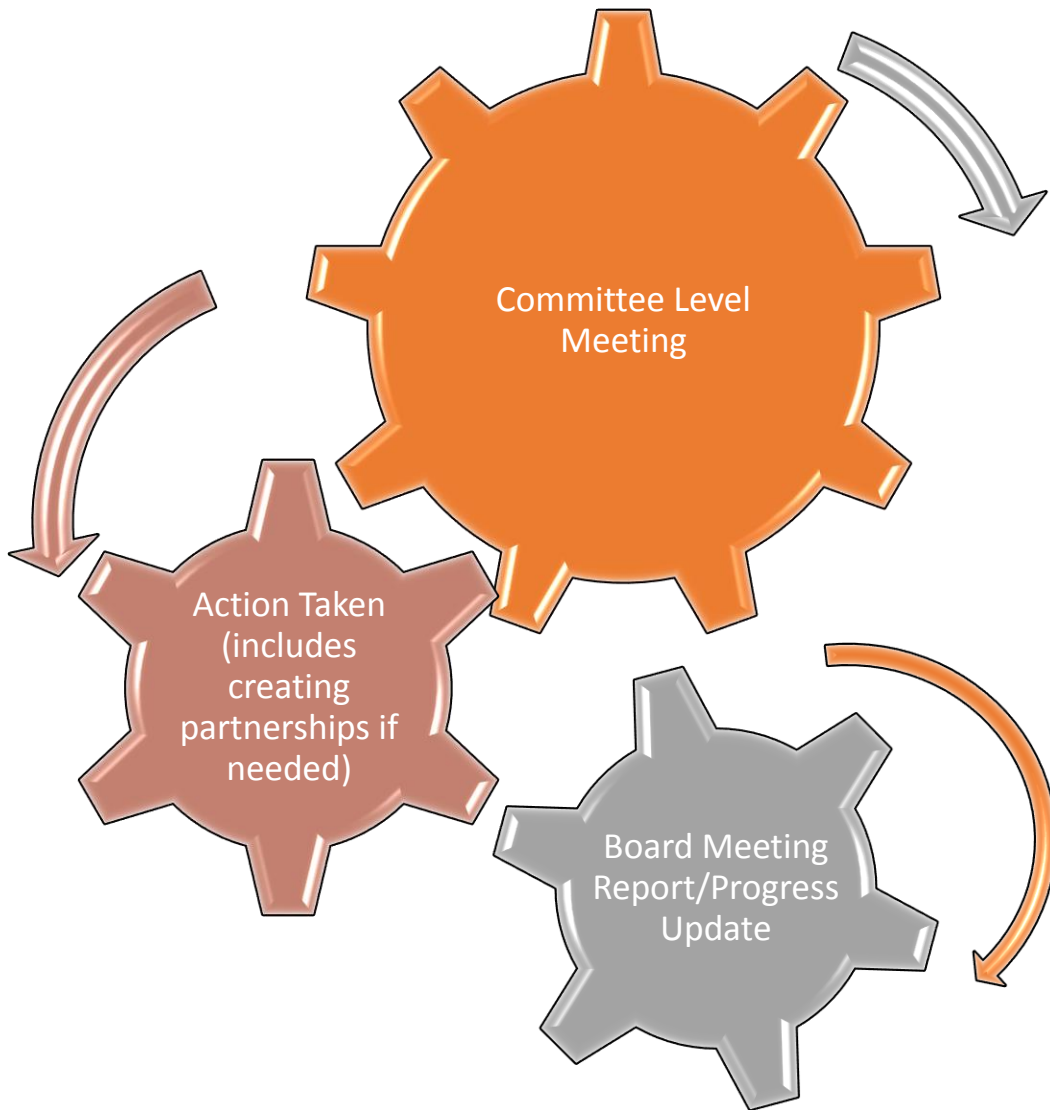 Committee Level
Meeting
Action Taken
(includes
creating
partnerships if
needed)
Board Meeting
Report/Progress
Update